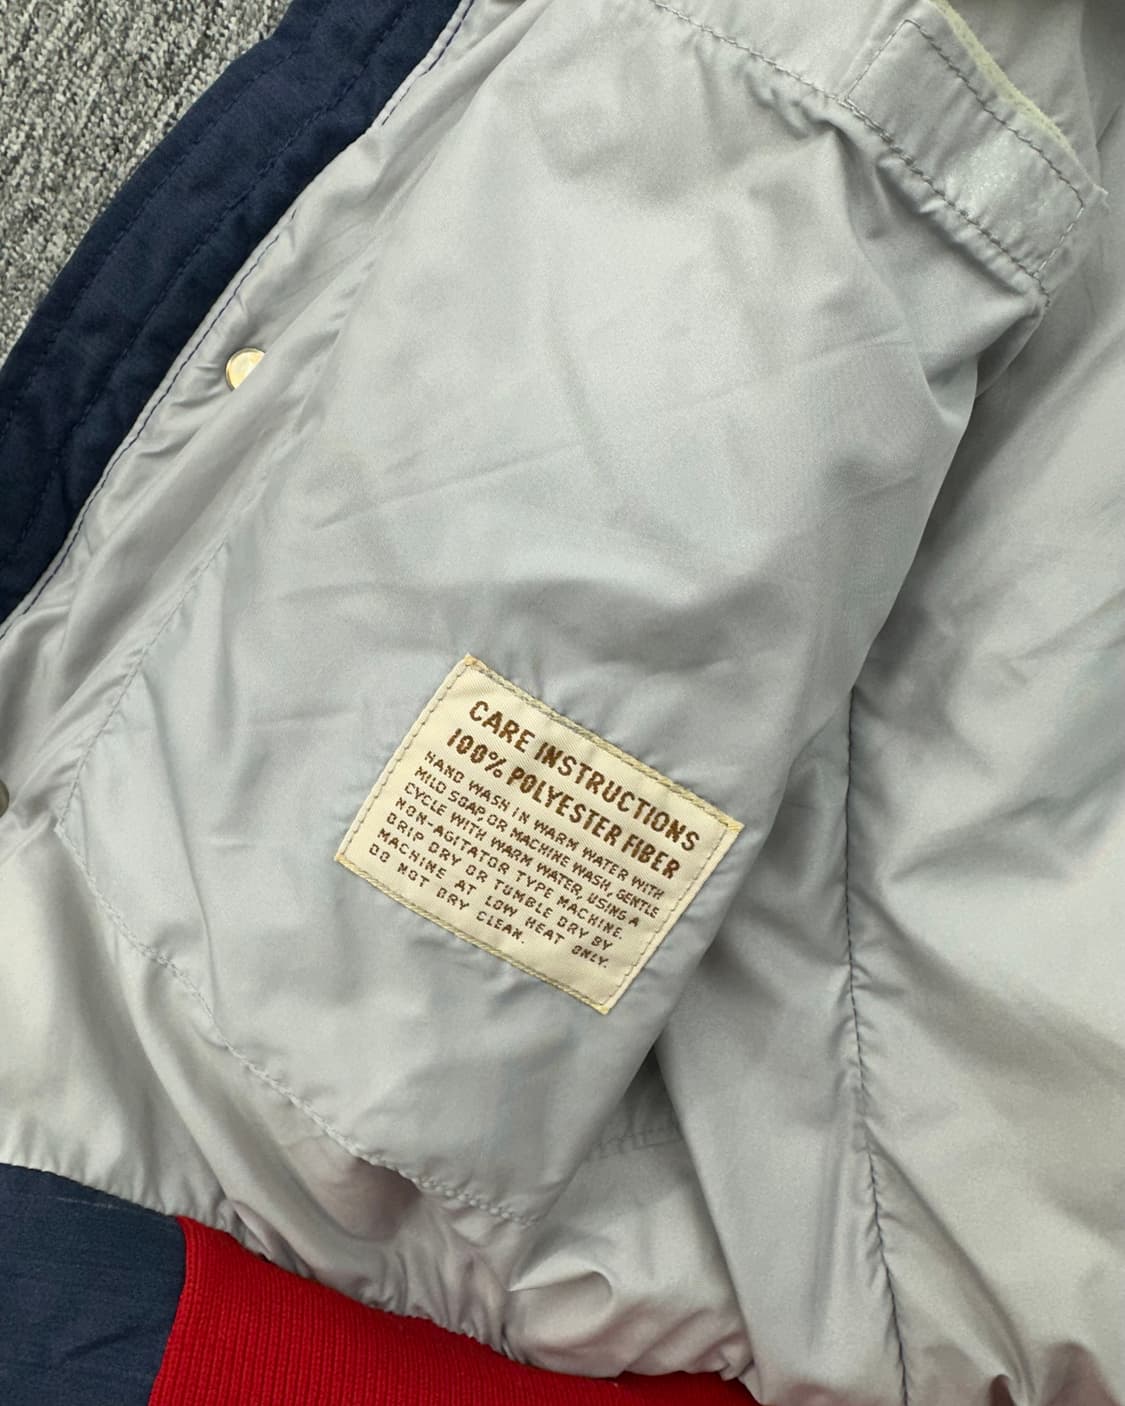 CARE INSTRUCTIONS
100% POLYESTER FIBER
HAND WASH IN WARM WATER WITH
MILD SOAP, OR MACHINE WASH, GENTLE
CYCLE WITH WARM WATER, USING A
NON-AGITATOR TYPE MACHINE.
DRIP DRY OR TUMBLE DRY BY
MACHINE AT LOW HEAT ONLY.
DO NOT DRY CLEAN.